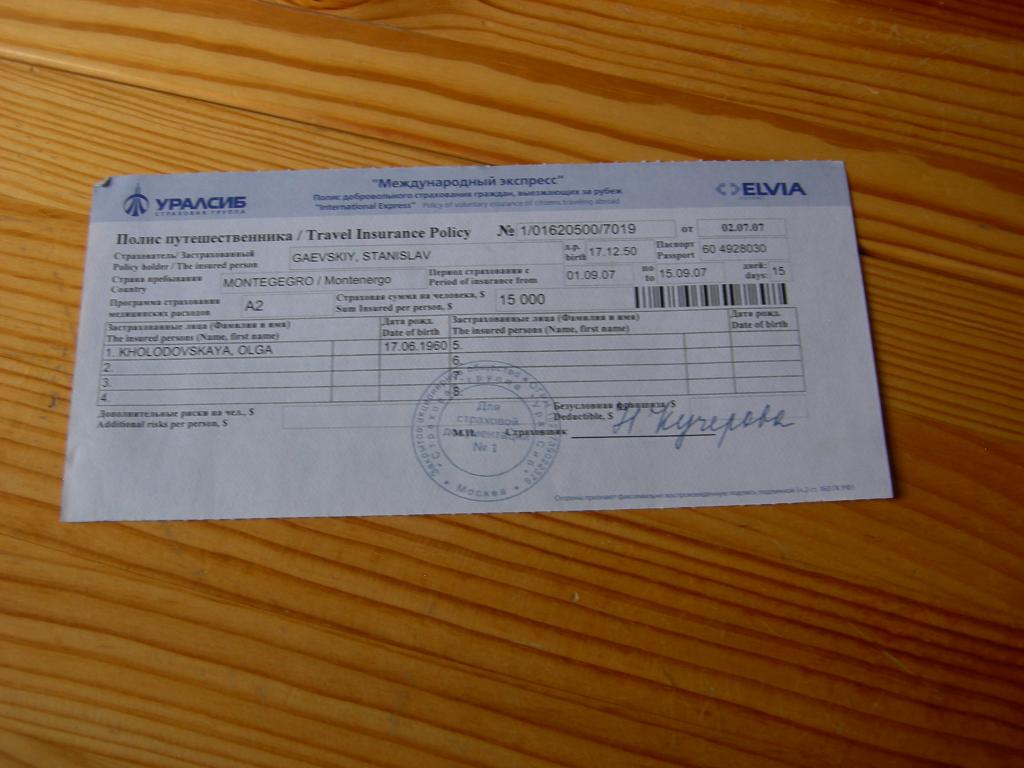 УРАЛСИБ
СТРАХОВАЯ ГРУППА
"Международный экспресс"
Полис добровольного страхования граждан, выезжающих за рубеж
"International Express" Policy of voluntary insurance of citizens traveling abroad
ELVIA
Полис путешественника / Travel Insurance Policy № 1/01620500/7019 от 02.07.07
Страхователь/ Застрахованный
Policy holder / The insured person
GAEVSKIY, STANISLAV
д.р.
birth
17.12.50
Паспорт
Passport
60 4928030
Страна пребывания
Country
MONTEGEGRO / Montenergo
Период страхования с
Period of insurance from
01.09.07
по
to
15.09.07
дней:
days:
15
Программа страхования
медицинских расходов
A2
Страховая сумма на человека, $
Sum Insured per person, $
15 000
Застрахованные лица (Фамилия и имя)
The insured persons (Name, first name)
Дата рожд.
Date of birth
Застрахованные лица (Фамилия и имя)
The insured persons (Name, first name)
Дата рожд.
Date of birth
1. KHOLODOVSKAYA, OLGA 17.06.1960 5.
2. 6.
3. 7.
4. 8.
Дополнительные риски на чел., $
Additional risks per person, $
Безусловная франшиза/$
Deductible, $
М.П. Страховщик
Н. Кучерова
Для
страховой
документации
№ 1
Москва